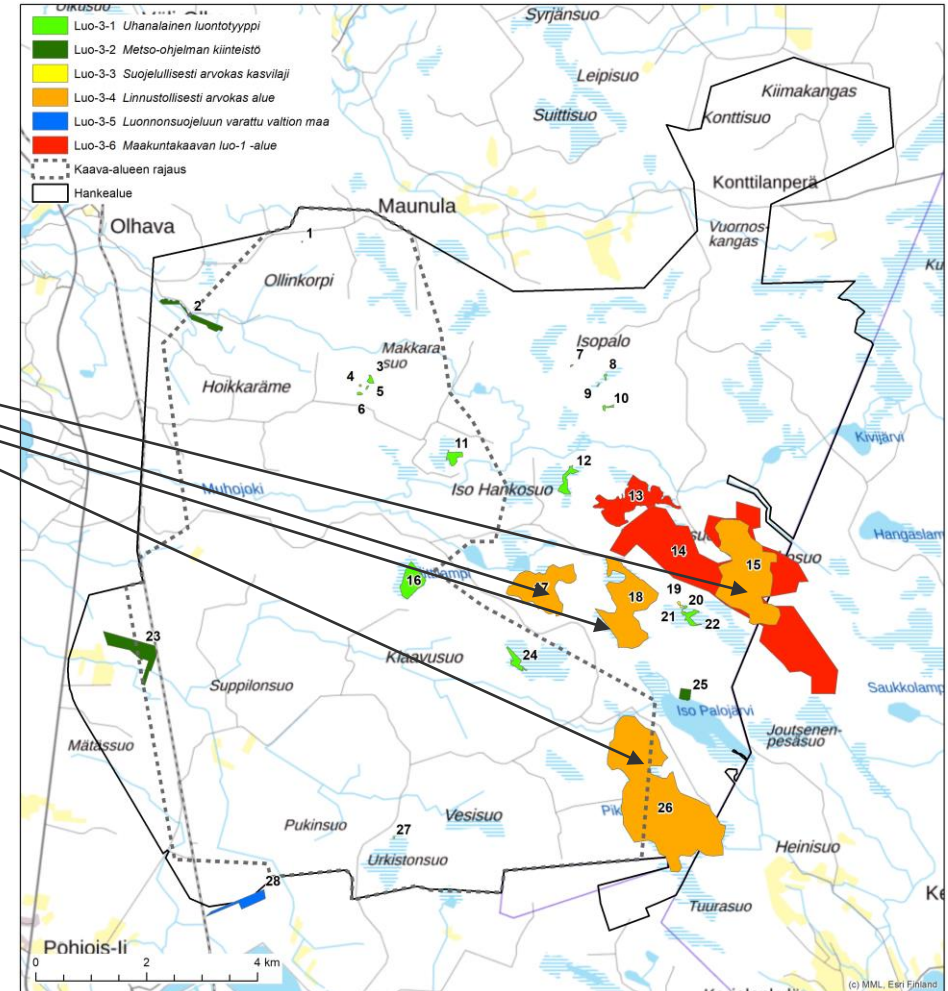 Luo-3-1 Uhanalainen luontotyyppi
Luo-3-2 Metso-ohjelman kiinteistö
Luo-3-3 Suojelullisesti arvokas kasvilaji
Luo-3-4 Linnustollisesti arvokas alue
Luo-3-5 Luonnonsuojeluun varattu valtion maa
Luo-3-6 Maakuntakaavan luo-1 -alue
Kaava-alueen rajaus
Hankealue
Syrjänsuo
Leipisuo
Suittisuo
Kiimakangas
Konttisuo
Konttilanperä
Maunula
Olhava
Vuornos-
kangas
Ku
1
Ollinkorpi
2
Makkara
suo
Isopalo
3
4
5
6
7
8
9
10
Hoikkaräme
11
12
Kivijärvi
Muhojoki
Iso Hankosuo
13
14
15
osuo
Hangäslam
16
18
19
20
21
22
23
24
Klaavusuo
Suppilonsuo
25
Iso Palojärvi
Saukkolamp
Joutsenen-
pesäsuo
Mätässuo
Pik
26
Vesisuo
Pukinsuo
27
Urkistonsuo
Heinisuo
28
Tuurasuo
Ke
Pohjois-Ii
0 2 4 km
(c) MML, Esri Finland